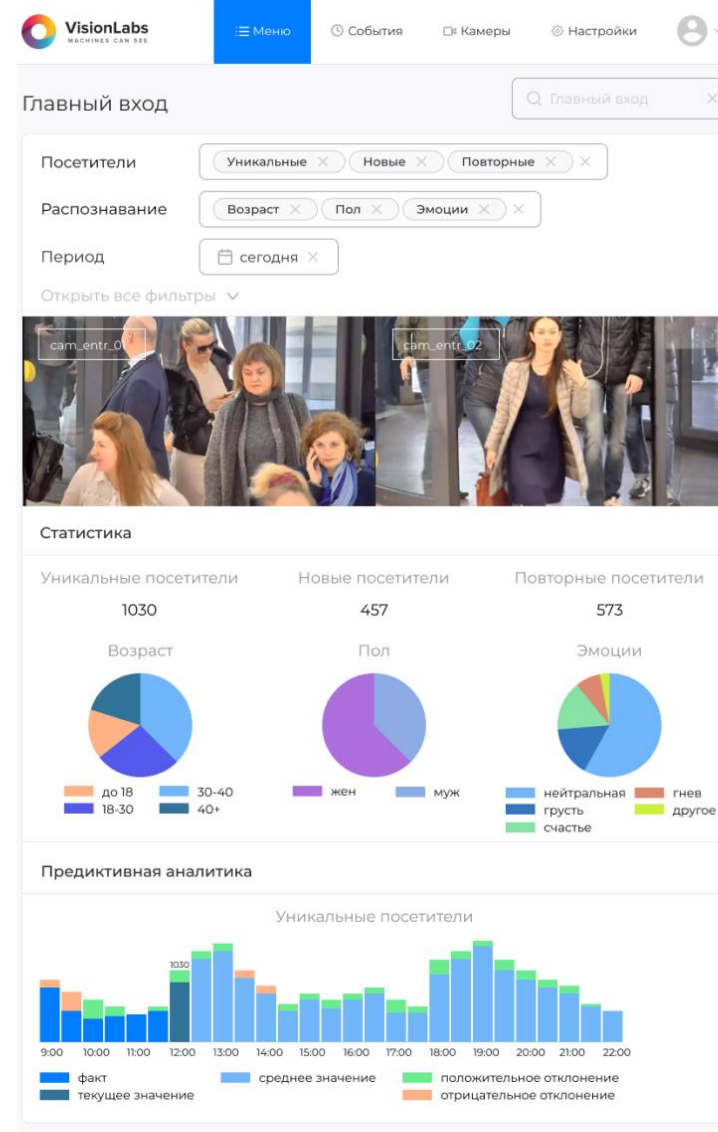 VisionLabs
MACHINES CAN SEE
Меню
События
Камеры
Настройки
Главный вход
Главный вход
Посетители
Уникальные Новые Повторные
Распознавание
Возраст Пол Эмоции
Период
сегодня
Открыть все фильтры
cam_entr_0
cam_entr_02
Статистика
Уникальные посетители
Новые посетители
Повторные посетители
1030
457
573
Возраст
Пол
Эмоции
до 18
30-40
18-30
40+
жен
муж
нейтральная
гнев
грусть
другое
счастье
Предиктивная аналитика
Уникальные посетители
1030
9:00 10:00 11:00 12:00 13:00 14:00 15:00 16:00 17:00 18:00 19:00 20:00 21:00 22:00
факт
среднее значение
положительное отклонение
текущее значение
отрицательное отклонение